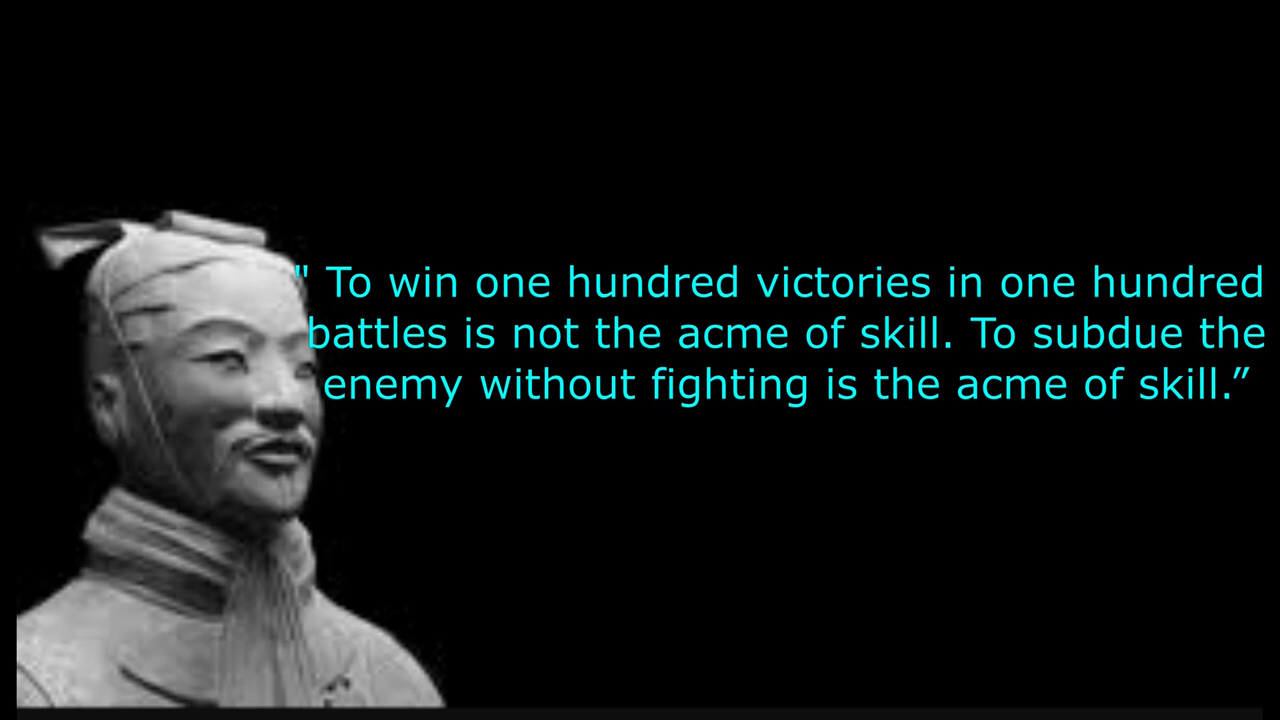 " To win one hundred victories in one hundred
battles is not the acme of skill. To subdue the
enemy without fighting is the acme of skill.”